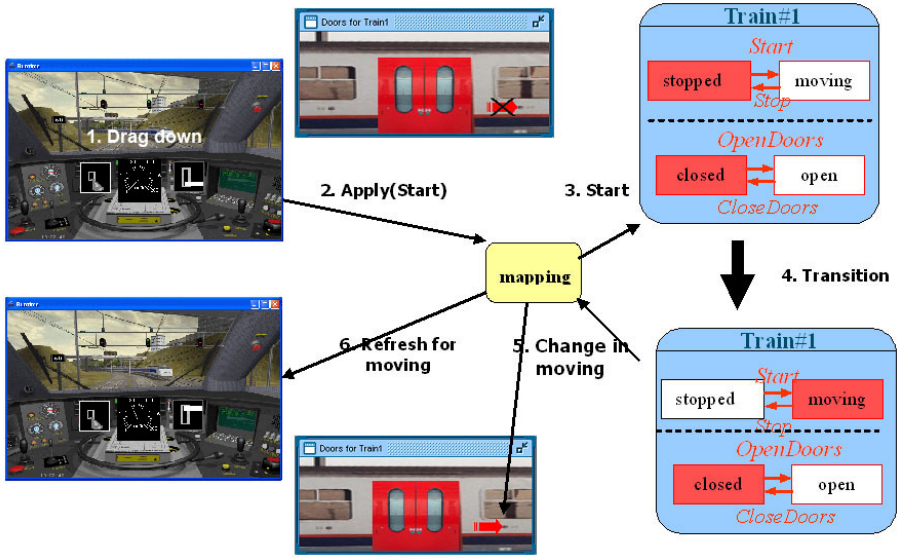 Doors for Train1
Train#1
Start
stopped
moving
Stop
OpenDoors
closed
open
CloseDoors
1. Drag down
2. Apply(Start)
3. Start
mapping
4. Transition
6. Refresh for
moving
5. Change in
moving
Train#1
Start
stopped
moving
Stop
OpenDoors
closed
open
CloseDoors
Doors for Train1